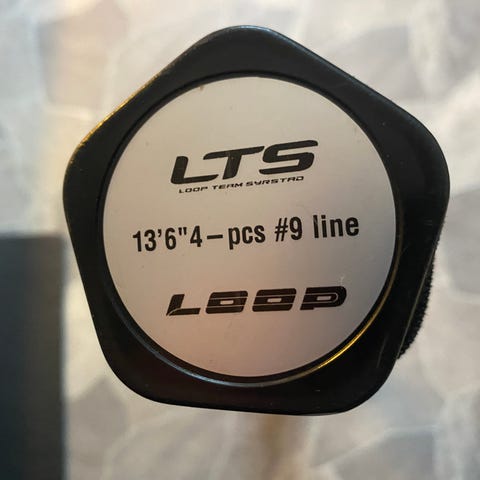 LTS
LOOP TEAM SYRSTAD
13'6" 4-pcs #9 line
LOOP